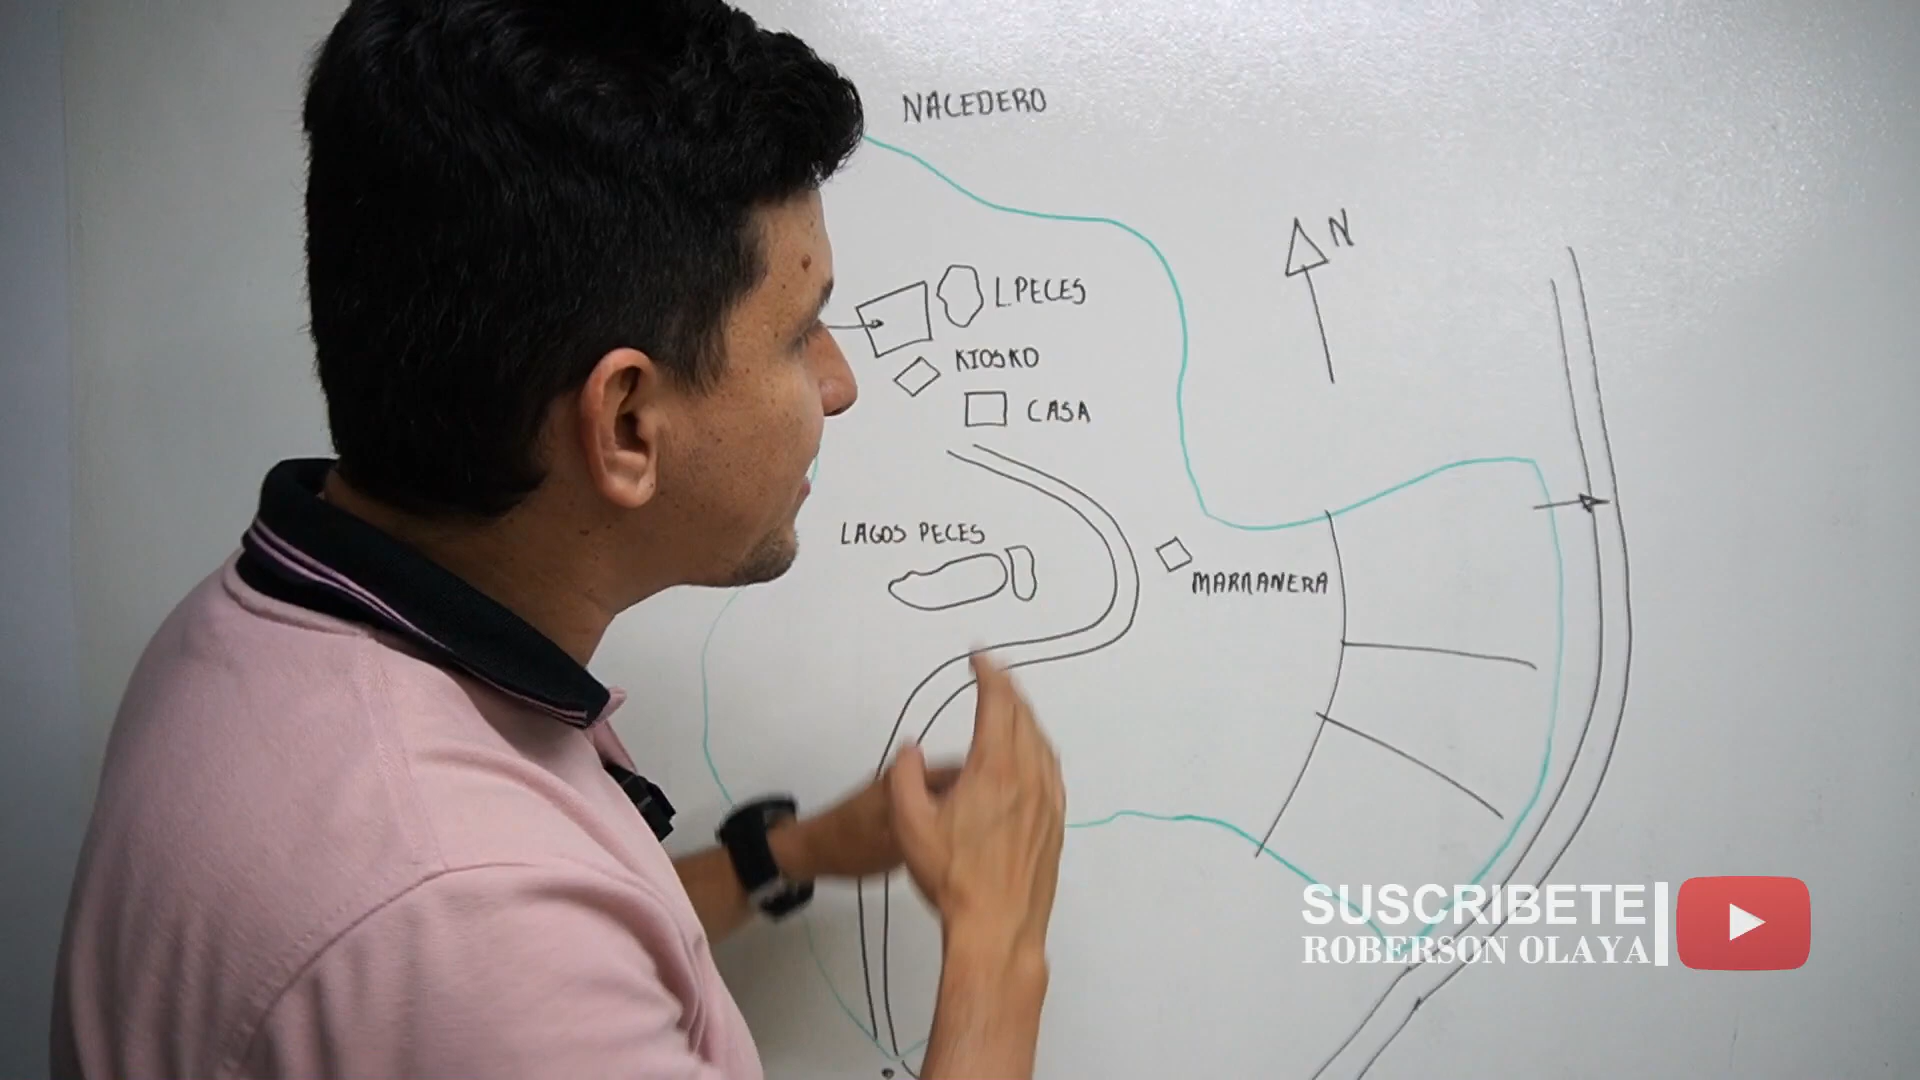 NACEDERO
N
L.PECES
KIOSKO
CASA
LAGOS PECES
MARRANERA
SUSCRIBETE
ROBERSON OLAYA